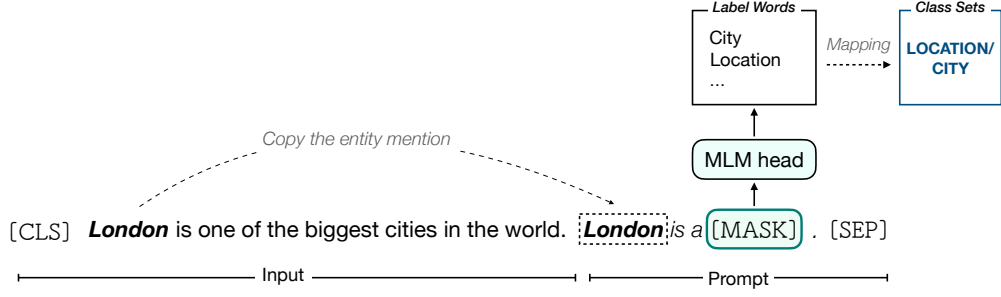 Label Words
Class Sets
City
Location
...
Mapping
LOCATION/
CITY
Copy the entity mention
MLM head
[CLS] London is one of the biggest cities in the world. London is a [MASK] . [SEP]
Input
Prompt